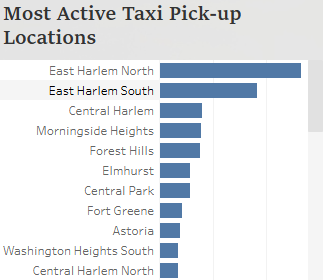 Most Active Taxi Pick-up
Locations
East Harlem North
East Harlem South
Central Harlem
Morningside Heights
Forest Hills
Elmhurst
Central Park
Fort Greene
Astoria
Washington Heights South
Central Harlem North